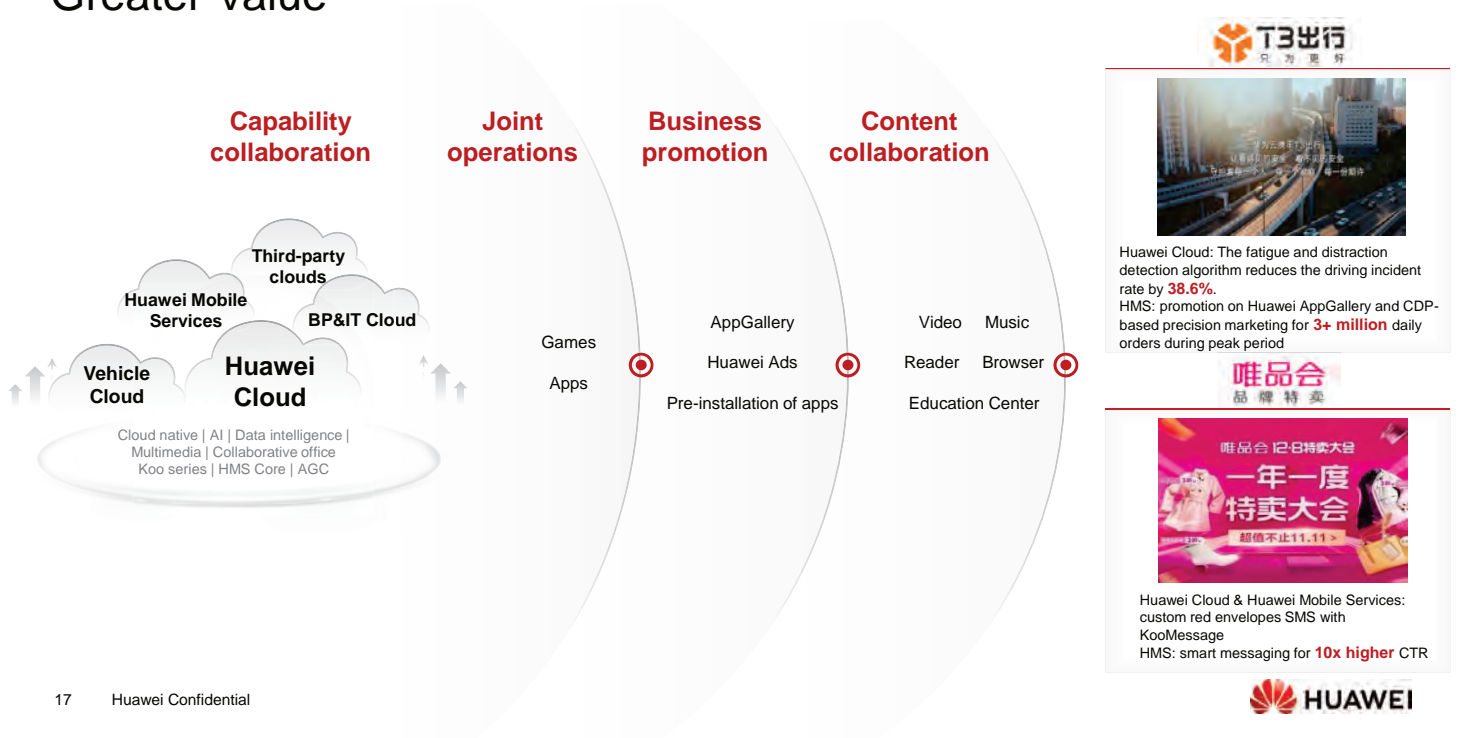 Greater Value
Capability
collaboration
Joint
operations
Business
promotion
Content
collaboration
Third-party
clouds
Huawei Mobile
Services
BP&IT Cloud
Vehicle
Cloud
Huawei
Cloud
Cloud native | AI | Data intelligence |
Multimedia | Collaborative office
Koo series | HMS Core | AGC
Games
Apps
AppGallery
Huawei Ads
Pre-installation of apps
Video Music
Reader Browser
Education Center
T3出行
只为更好
Huawei Cloud: The fatigue and distraction
detection algorithm reduces the driving incident
rate by 38.6%.
HMS: promotion on Huawei AppGallery and CDP-
based precision marketing for 3+ million daily
orders during peak period
唯品会
品牌特卖
唯品会 12·8特卖大会
一年一度
特卖大会
超值不止11.11 >
Huawei Cloud & Huawei Mobile Services:
custom red envelopes SMS with
KooMessage
HMS: smart messaging for 10x higher CTR
17 Huawei Confidential
HUAWEI